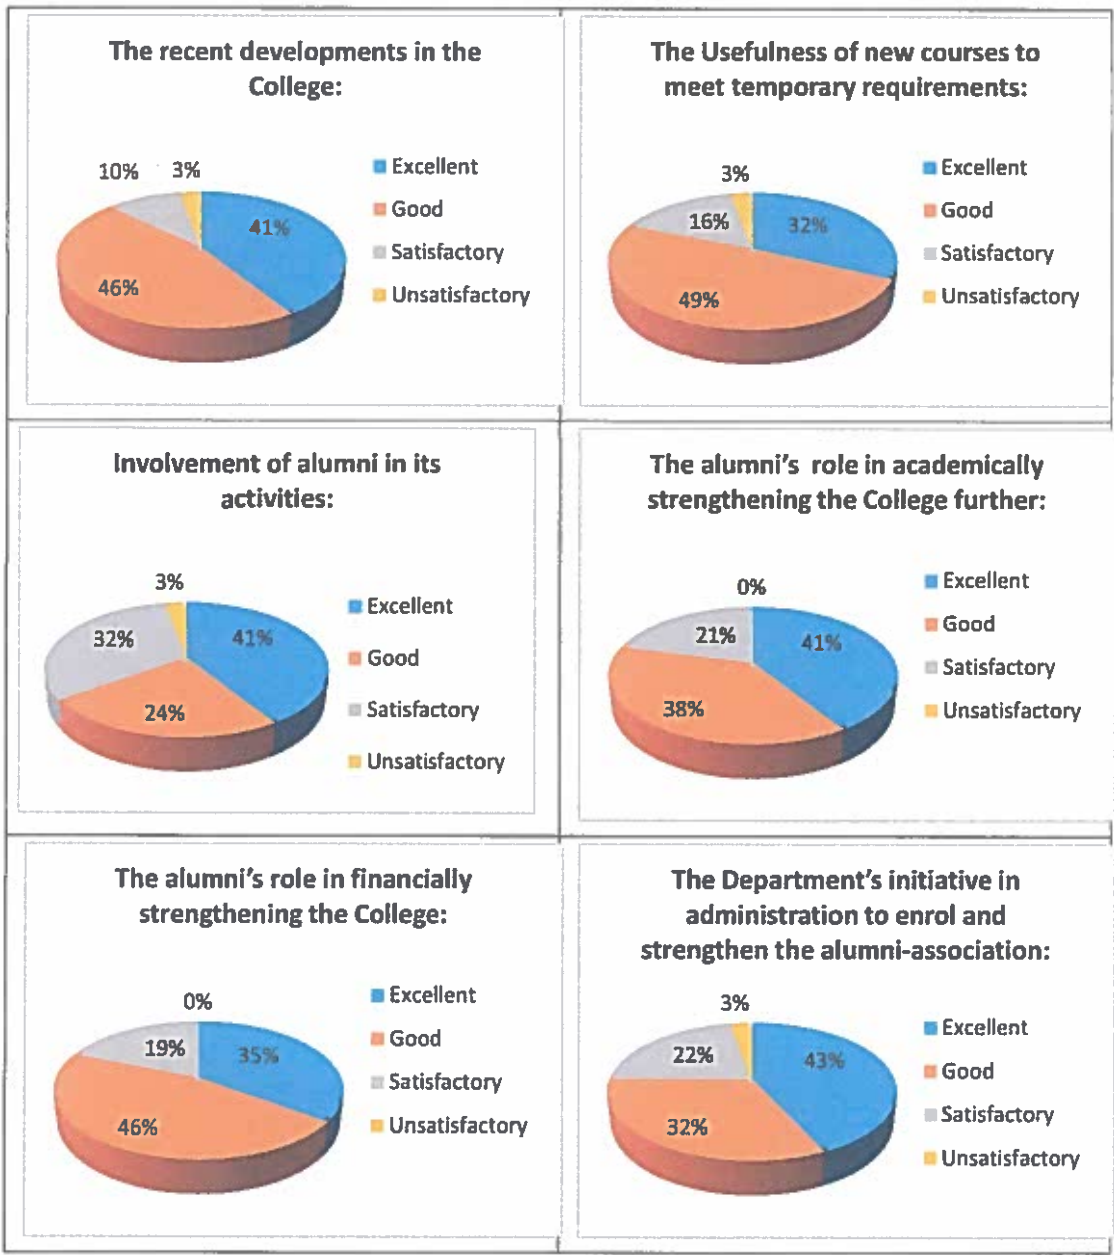 The recent developments in the
College:
10%
3%
41%
46%
Excellent
Good
Satisfactory
Unsatisfactory
The Usefulness of new courses to
meet temporary requirements:
3%
16%
32%
49%
Excellent
Good
Satisfactory
Unsatisfactory
Involvement of alumni in its
activities:
3%
32%
41%
24%
Excellent
Good
Satisfactory
Unsatisfactory
The alumni's role in academically
strengthening the College further:
0%
21%
41%
38%
Excellent
Good
Satisfactory
Unsatisfactory
The alumni's role in financially
strengthening the College:
0%
19%
35%
46%
Excellent
Good
Satisfactory
Unsatisfactory
The Department's initiative in
administration to enrol and
strengthen the alumni-association:
3%
22%
43%
32%
Excellent
Good
Satisfactory
Unsatisfactory